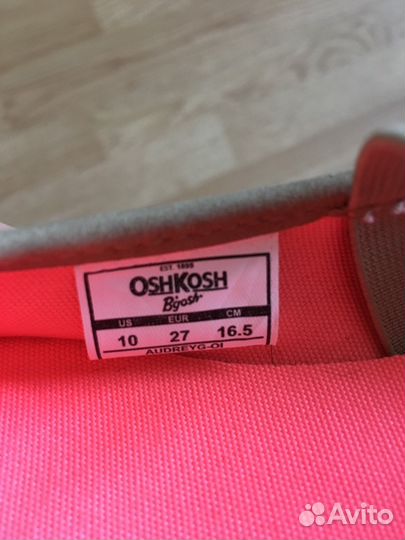 EST. 1895
OSHKOSH
B'gosh
US EUR CM
10 27 16.5
AUDREYG-OI
Avito